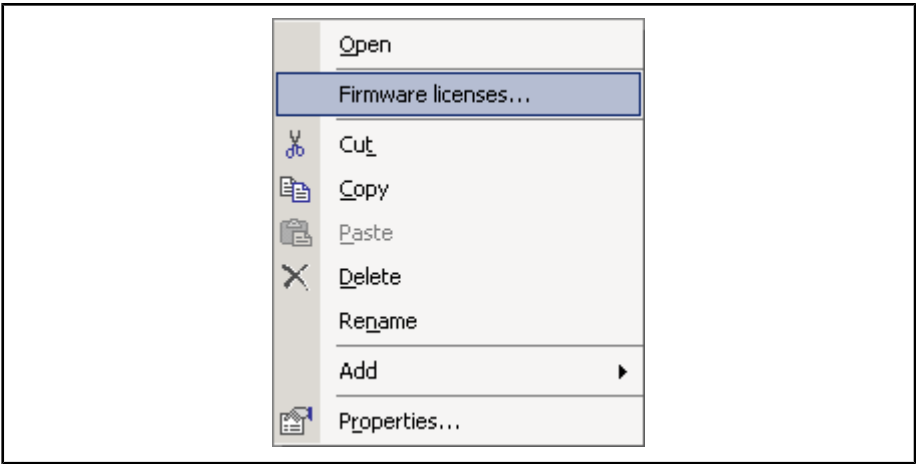 Open
Firmware licenses...
Cut
Copy
Paste
Delete
Rename
Add
Properties...